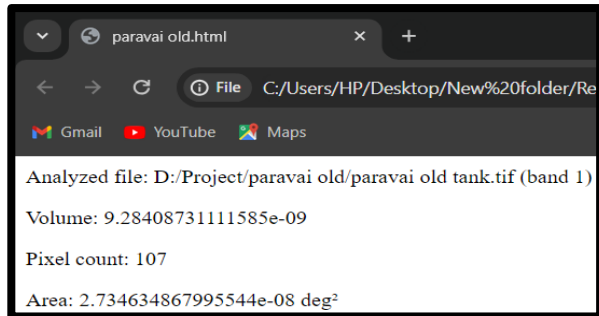 paravai old.html
File C:/Users/HP/Desktop/New%20folder/Re
Gmail YouTube Maps
Analyzed file: D:/Project/paravai old/paravai old tank.tif (band 1)
Volume: 9.28408731111585e-09
Pixel count: 107
Area: 2.734634867995544e-08 deg²